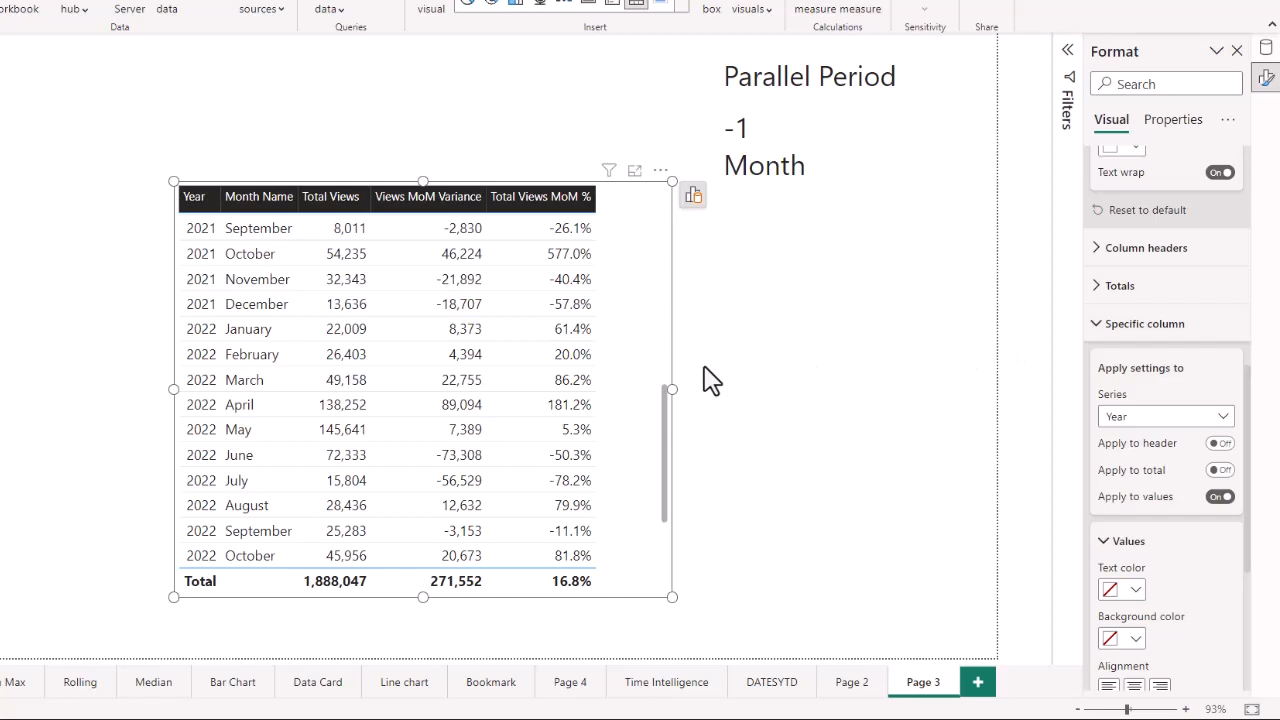 orkbook
hub
Server
data
sources
data
visual
box
visuals
measure measure
Data
Queries
Insert
Calculations
Sensitivity
Share
Parallel Period
-1
Month
Year Month Name Total Views Views MoM Variance Total Views MoM %
2021 September 8,011 -2,830 -26.1%
2021 October 54,235 46,224 577.0%
2021 November 32,343 -21,892 -40.4%
2021 December 13,636 -18,707 -57.8%
2022 January 22,009 8,373 61.4%
2022 February 26,403 4,394 20.0%
2022 March 49,158 22,755 86.2%
2022 April 138,252 89,094 181.2%
2022 May 145,641 7,389 5.3%
2022 June 72,333 -73,308 -50.3%
2022 July 15,804 -56,529 -78.2%
2022 August 28,436 12,632 79.9%
2022 September 25,283 -3,153 -11.1%
2022 October 45,956 20,673 81.8%
Total 1,888,047 271,552 16.8%
Filters
Format
Search
Visual Properties ...
Text wrap On
Reset to default
Column headers
Totals
Specific column
Apply settings to
Series
Year
Apply to header Off
Apply to total Off
Apply to values On
Values
Text color
Background color
Alignment
Max
Rolling
Median
Bar Chart
Data Card
Line chart
Bookmark
Page 4
Time Intelligence
DATESYTD
Page 2
Page 3
+
- + 93%